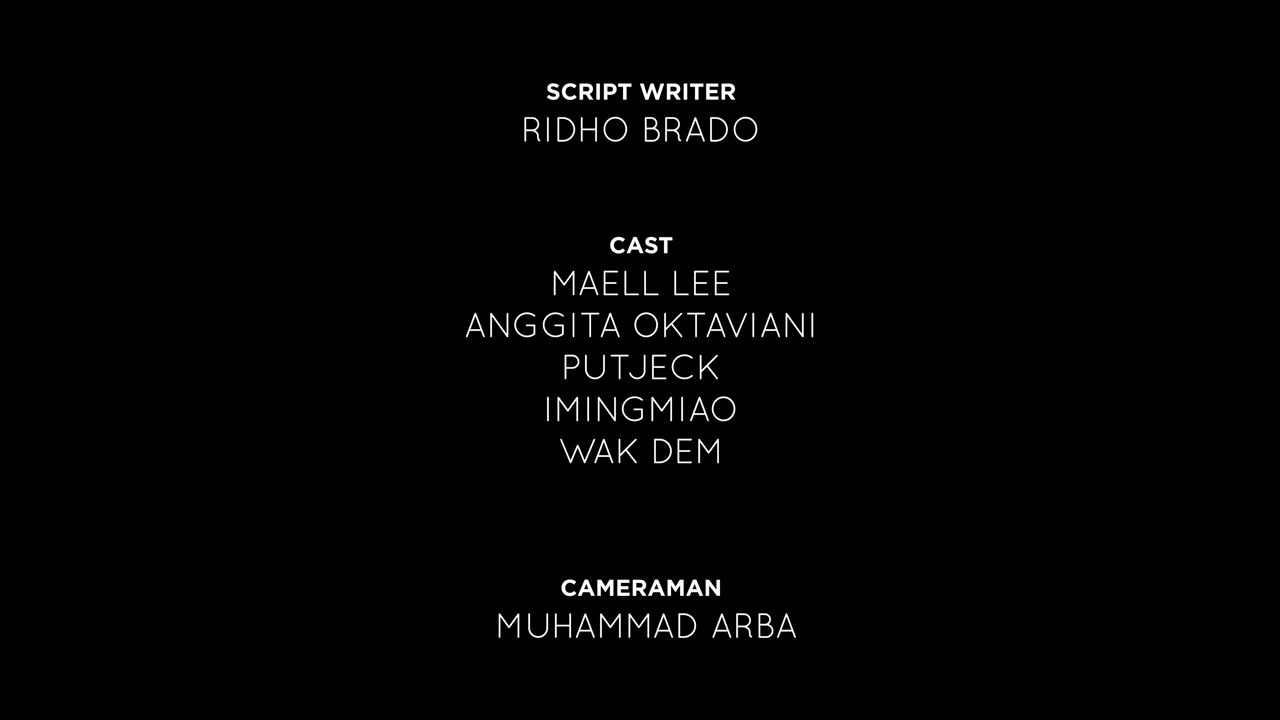 SCRIPT WRITER
RIDHO BRADO
CAST
MAELL LEE
ANGGITA OKTAVIANI
PUTJECK
IMINGMIAO
WAK DEM
CAMERAMAN
MUHAMMAD ARBA